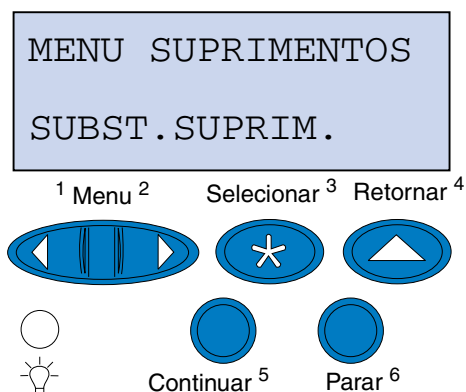 MENU SUPRIMENTOS
SUBST.SUPRIM.
1 Menu 2 Selecionar 3 Retornar 4
Continuar 5 Parar 6